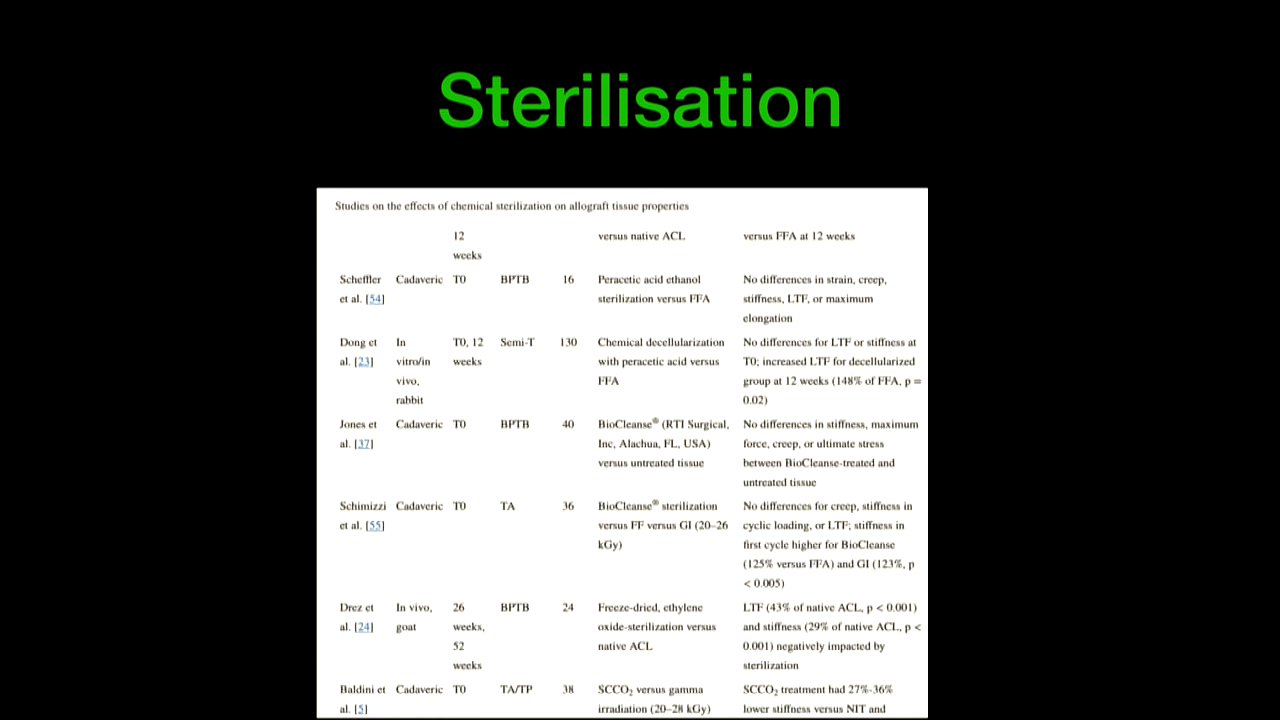 Sterilisation
Studies on the effects of chemical sterilization on allograft tissue properties
12 versus native ACL versus FFA at 12 weeks
weeks
Scheffler Cadaveric T0 BPTB 16 Peracetic acid ethanol No differences in strain, creep,
et al. [54] sterilization versus FFA stiffness, LTF, or maximum
elongation
Dong et In T0, 12 Semi-T 130 Chemical decellularization No differences for LTF or stiffness at
al. [23] vitro/in weeks with peracetic acid versus T0; increased LTF for decellularized
vivo, FFA group at 12 weeks (148% of FFA, p =
rabbit 0.02)
Jones et Cadaveric T0 BPTB 40 BioCleanse® (RTI Surgical, No differences in stiffness, maximum
al. [37] Inc, Alachua, FL, USA) force, creep, or ultimate stress
versus untreated tissue between BioCleanse-treated and
untreated tissue
Schimizzi Cadaveric T0 TA 36 BioCleanse® sterilization No differences for creep, stiffness in
et al. [55] versus FF versus GI (20–26 cyclic loading, or LTF; stiffness in
kGy) first cycle higher for BioCleanse
(125% versus FFA) and GI (123%, p
< 0.005)
Drez et In vivo, 26 BPTB 24 Freeze-dried, ethylene LTF (43% of native ACL, p < 0.001)
al. [24] goat weeks, oxide-sterilization versus and stiffness (29% of native ACL, p <
52 native ACL 0.001) negatively impacted by
weeks sterilization
Baldini et Cadaveric T0 TA/TP 38 SCCO₂ versus gamma SCCO₂ treatment had 27%-36%
al. [5] irradiation (20–28 kGy) lower stiffness versus NIT and